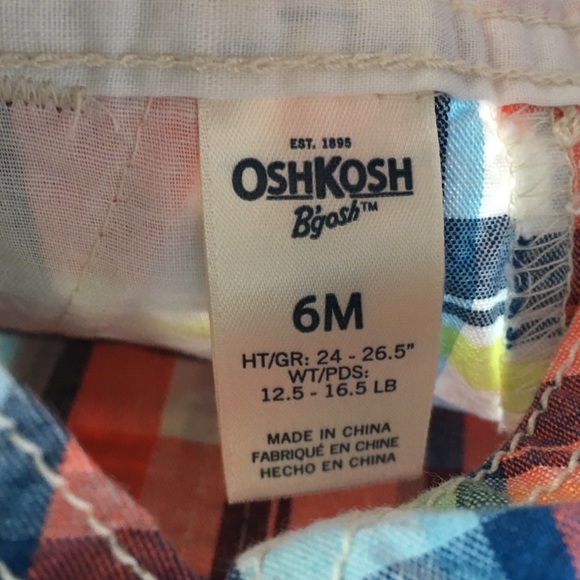 EST. 1895
OSHKOSH
B'gosh™
6M
HT/GR: 24 - 26.5"
WT/PDS:
12.5 - 16.5 LB
MADE IN CHINA
FABRIQUÉ EN CHINE
HECHO EN CHINA